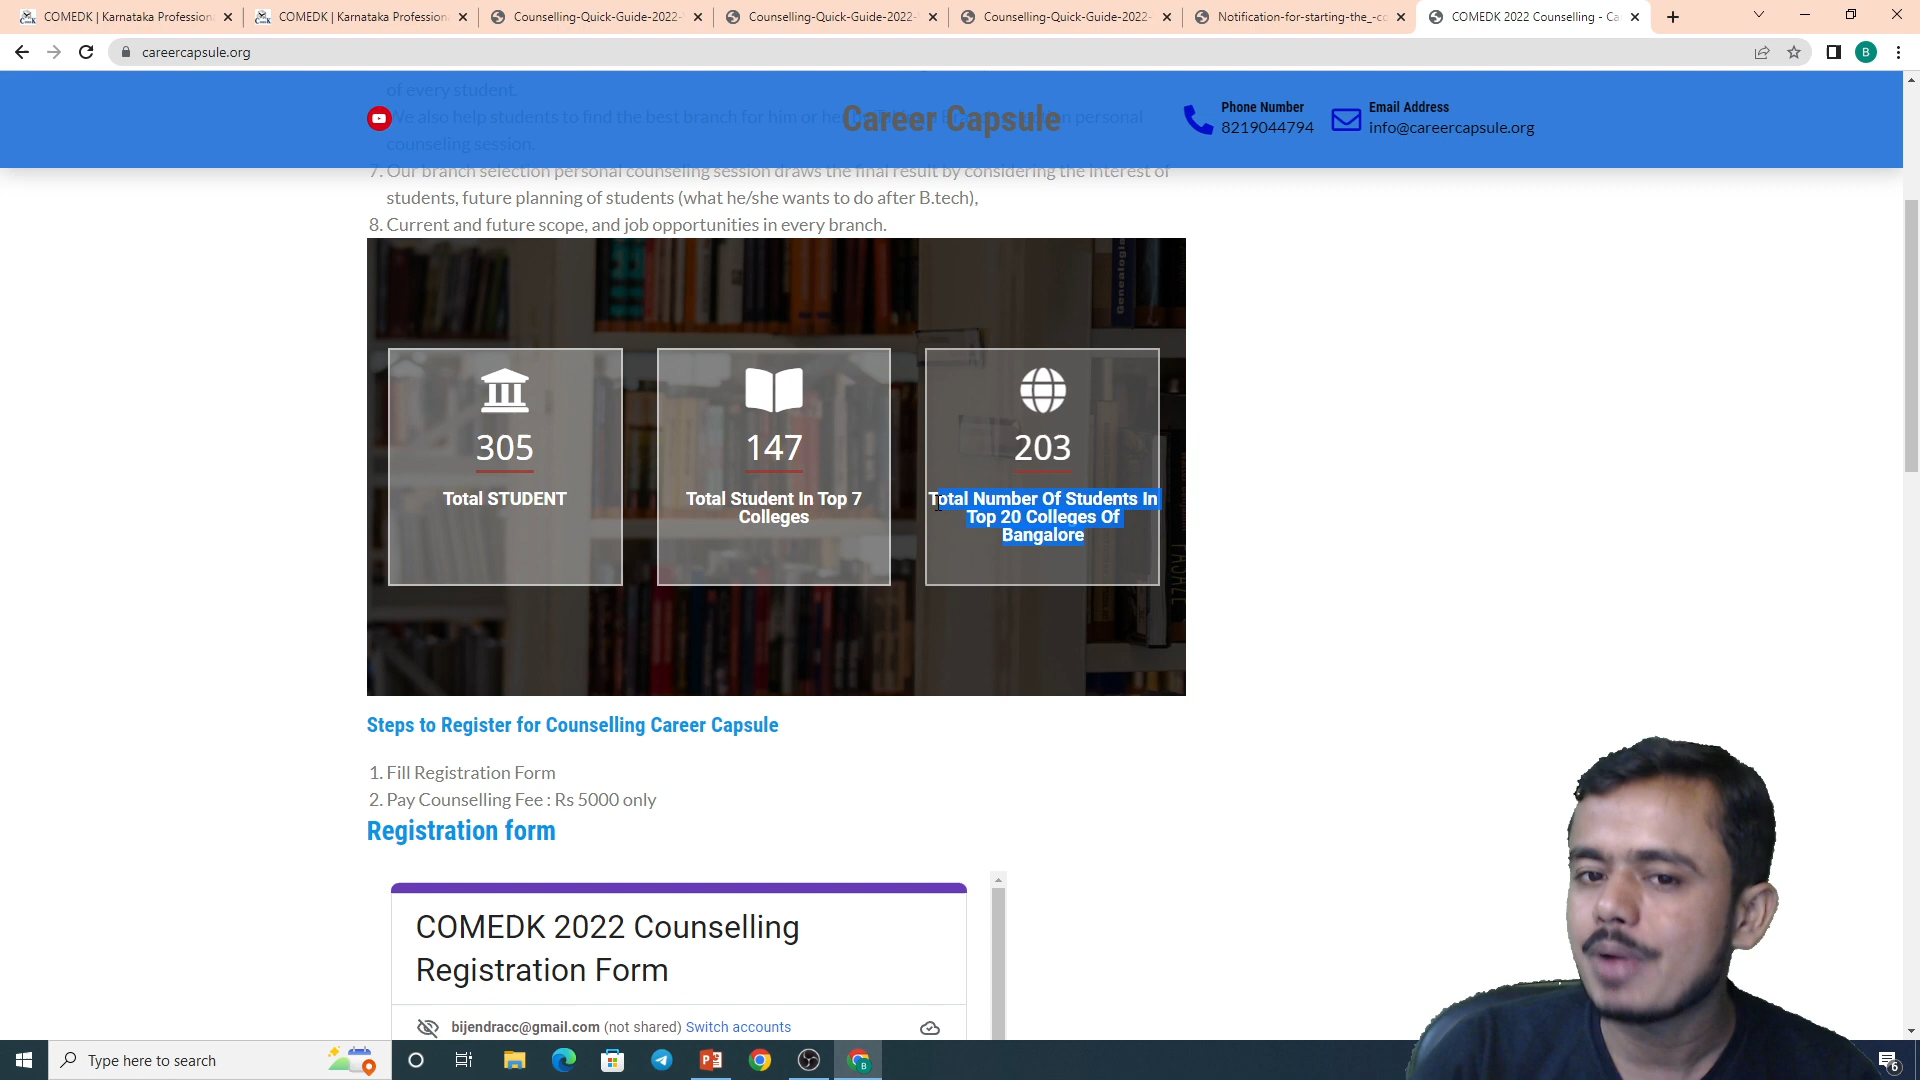 COMEDK | Karnataka Profession
COMEDK | Karnataka Profession
Counselling-Quick-Guide-2022-
Counselling-Quick-Guide-2022-
Counselling-Quick-Guide-2022-
Notification-for-starting-the_-co
COMEDK 2022 Counselling - Ca
careercapsule.org
B
of every student.
We also help students to find the best branch for him or he
personal
counseling session.
Career Capsule
Phone Number
8219044794
Email Address
info@careercapsule.org
7. Our branch selection personal counseling session draws the final result by considering the interest of
students, future planning of students (what he/she wants to do after B.tech),
8. Current and future scope, and job opportunities in every branch.
Genealogi
305
Total STUDENT
147
Total Student In Top 7
Colleges
203
Total Number Of Students In
Top 20 Colleges Of
Bangalore
Steps to Register for Counselling Career Capsule
1. Fill Registration Form
2. Pay Counselling Fee : Rs 5000 only
Registration form
COMEDK 2022 Counselling
Registration Form
bijendracc@gmail.com (not shared) Switch accounts
Type here to search
B
6